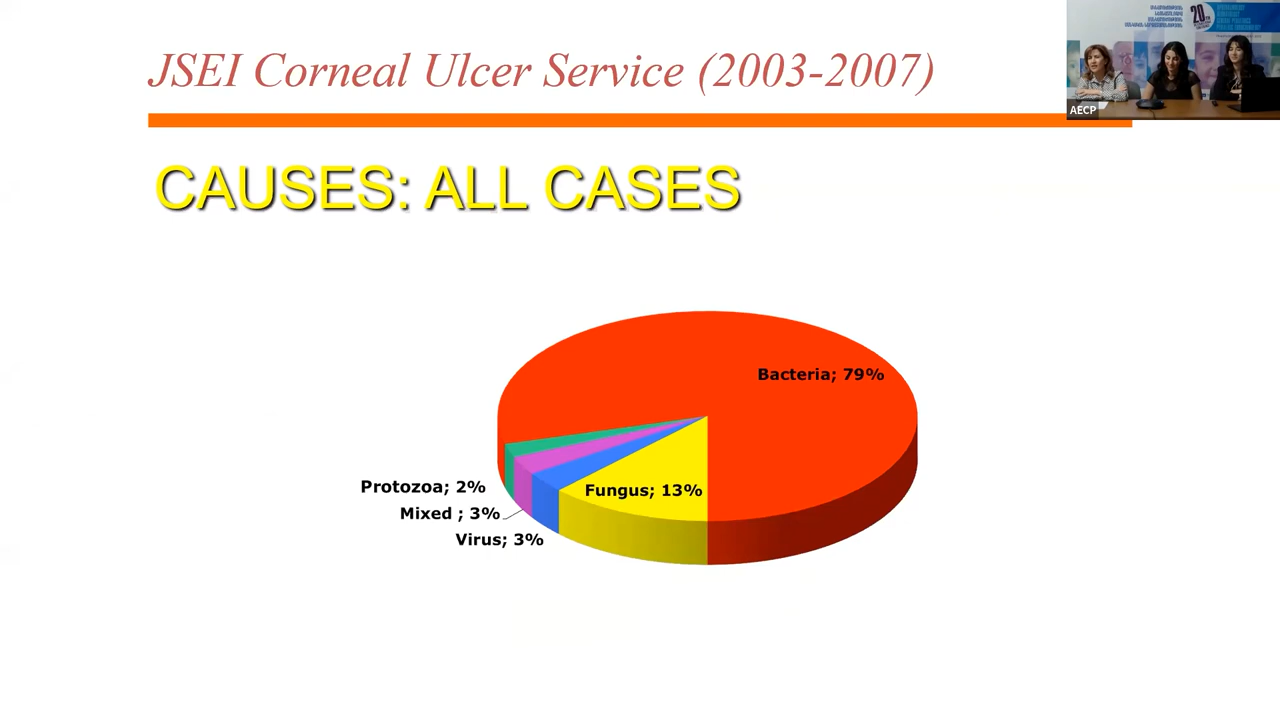 JSEI Corneal Ulcer Service (2003-2007)
20
AECP
CAUSES: ALL CASES
Bacteria; 79%
Fungus; 13%
Protozoa; 2%
Mixed ; 3%
Virus; 3%